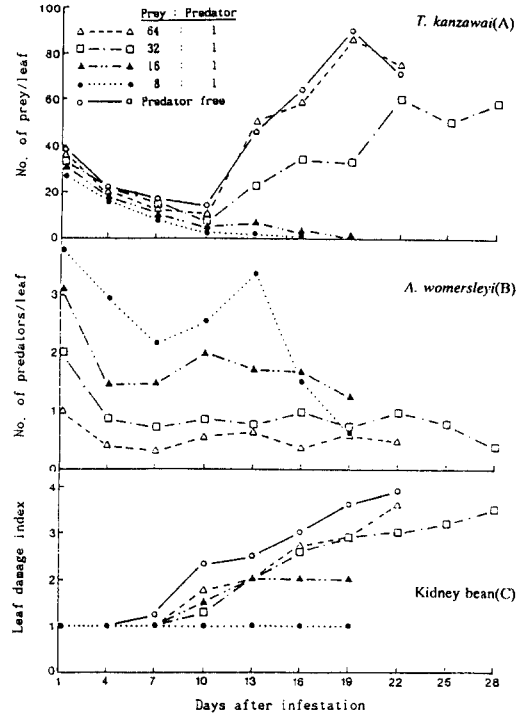 Prey : Predator
64 : 1
32 : 1
16 : 1
8 : 1
Predator free
T. kanzawai(A)
No. of prey/leaf
100
80
60
40
20
0
A. womersleyi(B)
No. of predators/leaf
3
2
1
0
Kidney bean(C)
Leaf damage index
4
3
2
1
0
1 4 7 10 13 16 19 22 25 28
Days after infestation